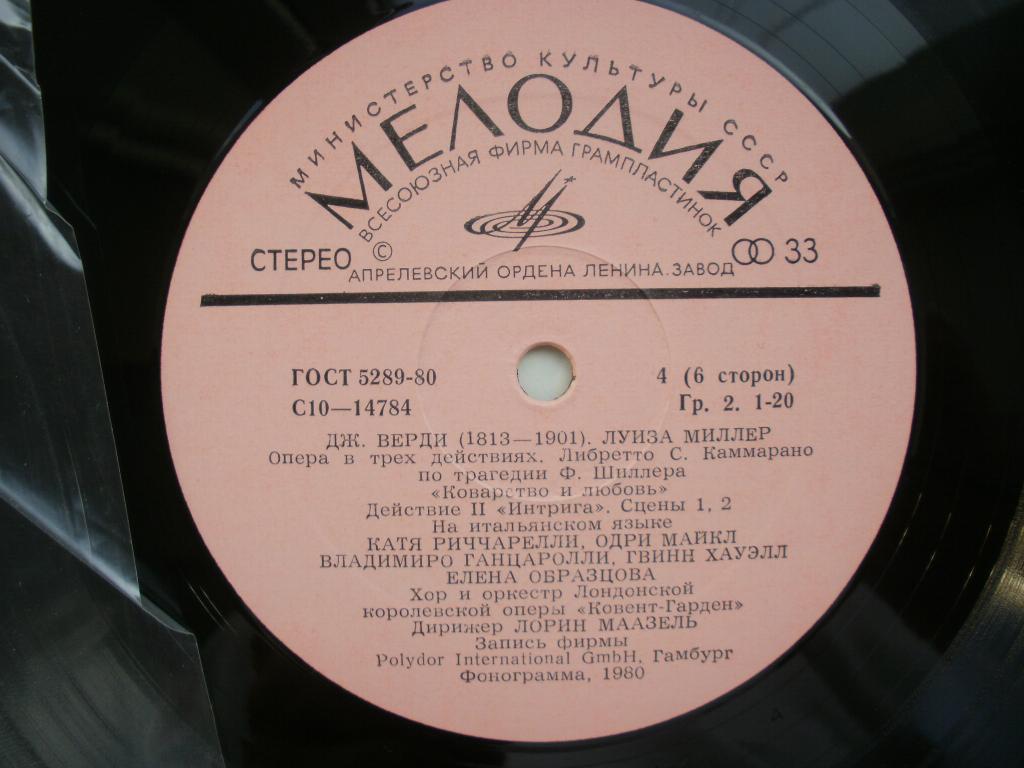 МИНИСТЕРСТВО КУЛЬТУРЫ СССР
МЕЛОДИЯ
ВСЕСОЮЗНАЯ ФИРМА ГРАМПЛАСТИНОК
СТЕРЕО © 33
АПРЕЛЕВСКИЙ ОРДЕНА ЛЕНИНА.ЗАВОД
ГОСТ 5289-80 4 (6 сторон)
С10—14784 Гр. 2. 1-20
ДЖ. ВЕРДИ (1813—1901). ЛУИЗА МИЛЛЕР
Опера в трех действиях. Либретто С. Каммарано
по трагедии Ф. Шиллера
«Коварство и любовь»
Действие II «Интрига». Сцены 1, 2
На итальянском языке
КАТЯ РИЧЧАРЕЛЛИ, ОДРИ МАЙКЛ
ВЛАДИМИРО ГАНЦАРОЛЛИ, ГВИНН ХАУЭЛЛ
ЕЛЕНА ОБРАЗЦОВА
Хор и оркестр Лондонской
королевской оперы «Ковент-Гарден»
Дирижер ЛОРИН МААЗЕЛЬ
Запись фирмы
Polydor International GmbH, Гамбург
Фонограмма, 1980
4